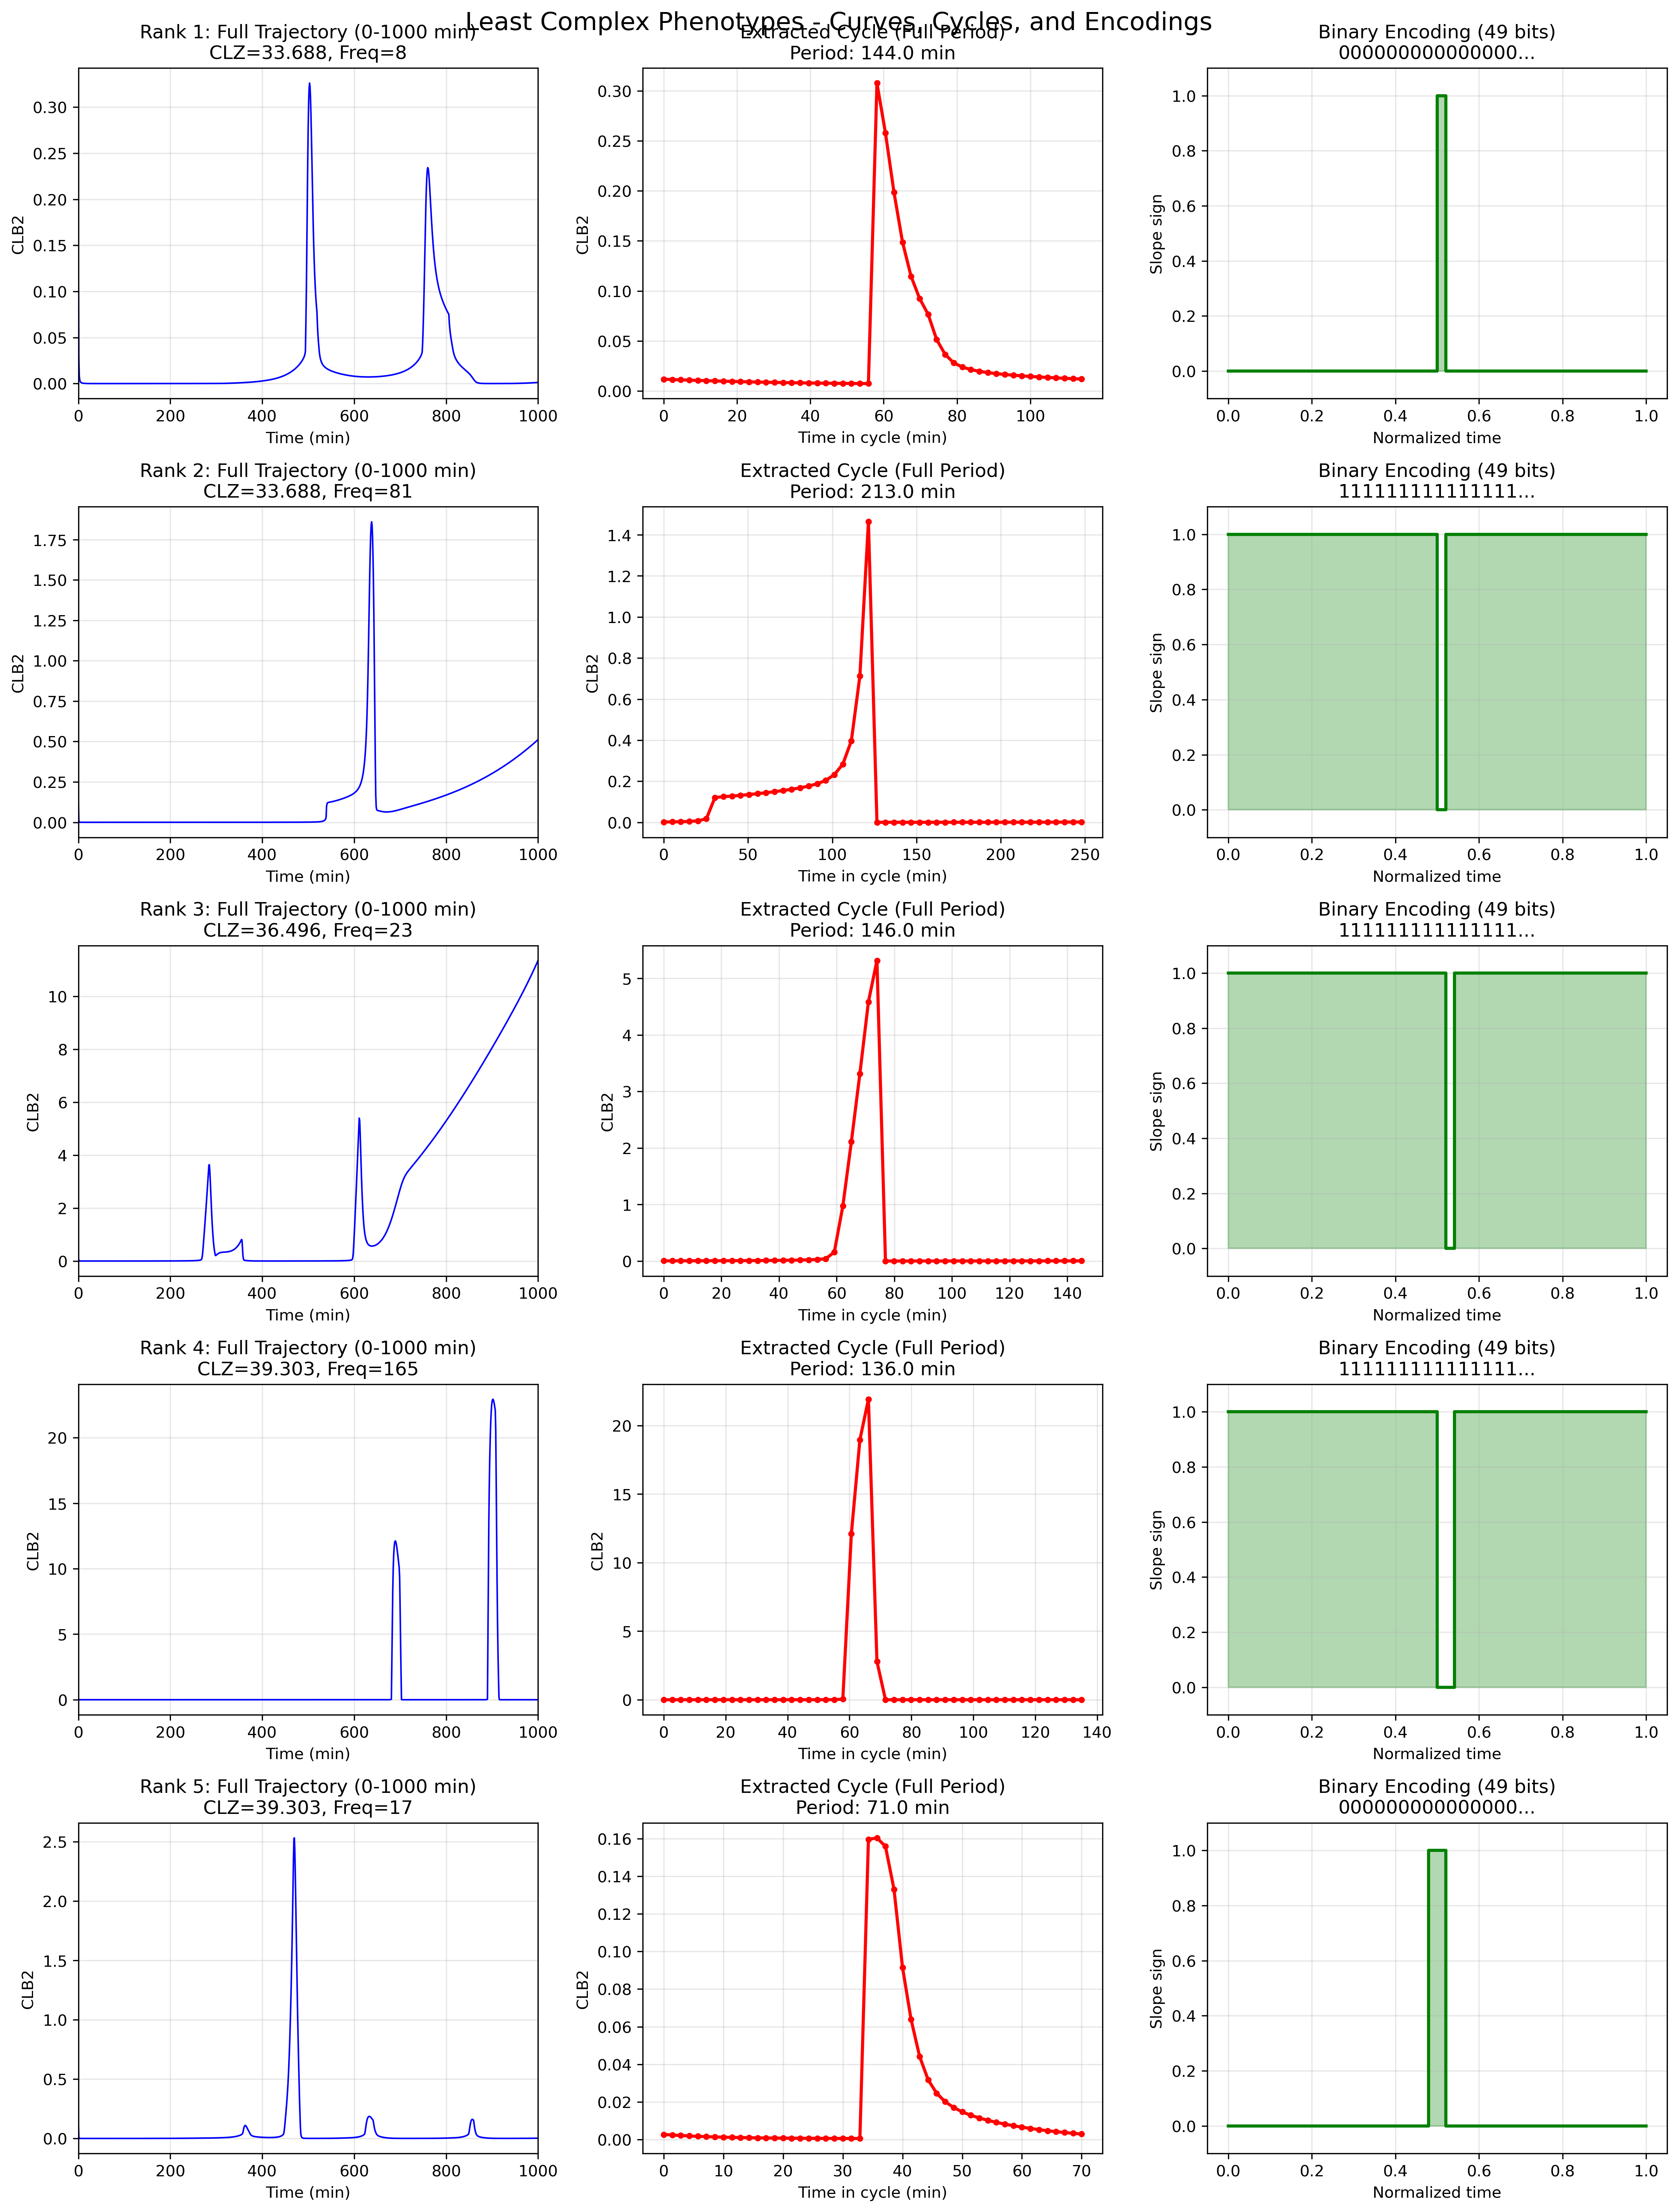 Least Complex Phenotypes - Curves, Cycles, and Encodings
Rank 1: Full Trajectory (0-1000 min)
CLZ=33.688, Freq=8
0.30
0.25
0.20
0.15
0.10
0.05
0.00
CLB2
0 200 400 600 800 1000
Time (min)
Extracted Cycle (Full Period)
Period: 144.0 min
0.30
0.25
0.20
0.15
0.10
0.05
0.00
CLB2
0 20 40 60 80 100
Time in cycle (min)
Binary Encoding (49 bits)
000000000000000...
1.0
0.8
0.6
0.4
0.2
0.0
Slope sign
0.0 0.2 0.4 0.6 0.8 1.0
Normalized time
Rank 2: Full Trajectory (0-1000 min)
CLZ=33.688, Freq=81
1.75
1.50
1.25
1.00
0.75
0.50
0.25
0.00
CLB2
0 200 400 600 800 1000
Time (min)
Extracted Cycle (Full Period)
Period: 213.0 min
1.4
1.2
1.0
0.8
0.6
0.4
0.2
0.0
CLB2
0 50 100 150 200 250
Time in cycle (min)
Binary Encoding (49 bits)
111111111111111...
1.0
0.8
0.6
0.4
0.2
0.0
Slope sign
0.0 0.2 0.4 0.6 0.8 1.0
Normalized time
Rank 3: Full Trajectory (0-1000 min)
CLZ=36.496, Freq=23
10
8
6
4
2
0
CLB2
0 200 400 600 800 1000
Time (min)
Extracted Cycle (Full Period)
Period: 146.0 min
5
4
3
2
1
0
CLB2
0 20 40 60 80 100 120 140
Time in cycle (min)
Binary Encoding (49 bits)
111111111111111...
1.0
0.8
0.6
0.4
0.2
0.0
Slope sign
0.0 0.2 0.4 0.6 0.8 1.0
Normalized time
Rank 4: Full Trajectory (0-1000 min)
CLZ=39.303, Freq=165
20
15
10
5
0
CLB2
0 200 400 600 800 1000
Time (min)
Extracted Cycle (Full Period)
Period: 136.0 min
20
15
10
5
0
CLB2
0 20 40 60 80 100 120 140
Time in cycle (min)
Binary Encoding (49 bits)
111111111111111...
1.0
0.8
0.6
0.4
0.2
0.0
Slope sign
0.0 0.2 0.4 0.6 0.8 1.0
Normalized time
Rank 5: Full Trajectory (0-1000 min)
CLZ=39.303, Freq=17
2.5
2.0
1.5
1.0
0.5
0.0
CLB2
0 200 400 600 800 1000
Time (min)
Extracted Cycle (Full Period)
Period: 71.0 min
0.16
0.14
0.12
0.10
0.08
0.06
0.04
0.02
0.00
CLB2
0 10 20 30 40 50 60 70
Time in cycle (min)
Binary Encoding (49 bits)
000000000000000...
1.0
0.8
0.6
0.4
0.2
0.0
Slope sign
0.0 0.2 0.4 0.6 0.8 1.0
Normalized time